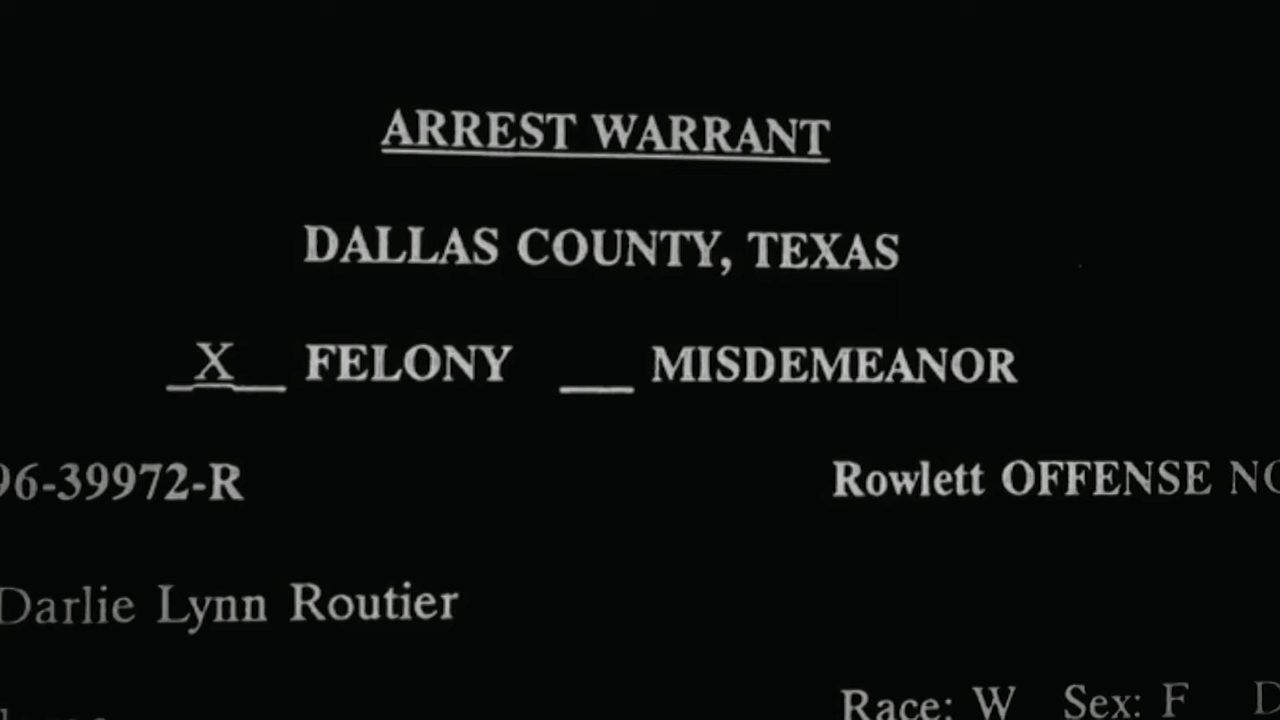 ARREST WARRANT
DALLAS COUNTY, TEXAS
X FELONY ___ MISDEMEANOR
96-39972-R Rowlett OFFENSE
Darlie Lynn Routier
Race: W Sex: F